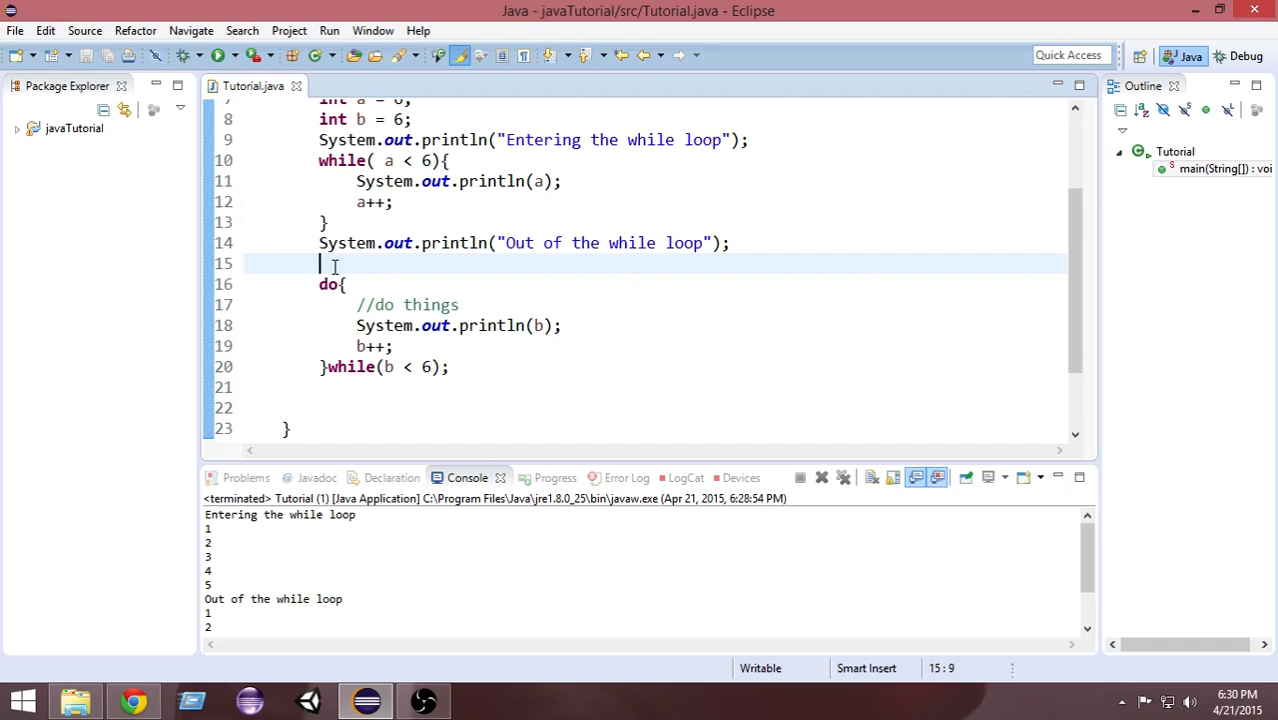 Java - javaTutorial/src/Tutorial.java - Eclipse
File Edit Source Refactor Navigate Search Project Run Window Help
Quick Access
Java
Debug
Package Explorer
javaTutorial
Tutorial.java
int a = 6;
8 int b = 6;
9 System.out.println("Entering the while loop");
10 while( a < 6){
11 System.out.println(a);
12 a++;
13 }
14 System.out.println("Out of the while loop");
15
16 do{
17 //do things
18 System.out.println(b);
19 b++;
20 }while(b < 6);
21
22
23 }
Outline
Tutorial
main(String[]) : voi
Problems Javadoc Declaration Console Progress Error Log LogCat Devices
<terminated> Tutorial (1) [Java Application] C:\Program Files\Java\jre1.8.0_25\bin\javaw.exe (Apr 21, 2015, 6:28:54 PM)
Entering the while loop
1
2
3
4
5
Out of the while loop
1
2
Writable
Smart Insert
15 : 9
6:30 PM
4/21/2015